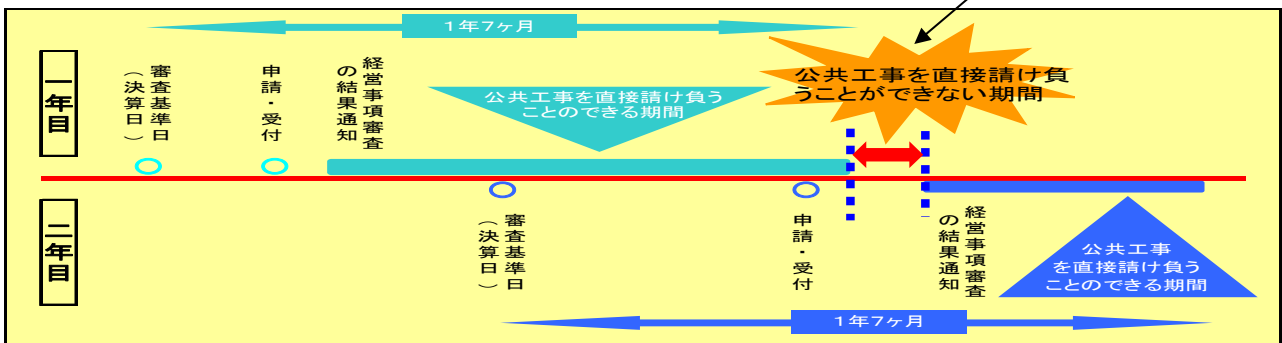 1年7ヶ月
一年目
審査基準日
（決算日）
申請・受付
経営事項審査
の結果通知
公共工事を直接請け負う
ことのできる期間
公共工事を直接請け負
うことができない期間
二年目
審査基準日
（決算日）
申請・受付
経営事項審査
の結果通知
公共工事
を直接請け負う
ことのできる期間
1年7ヶ月